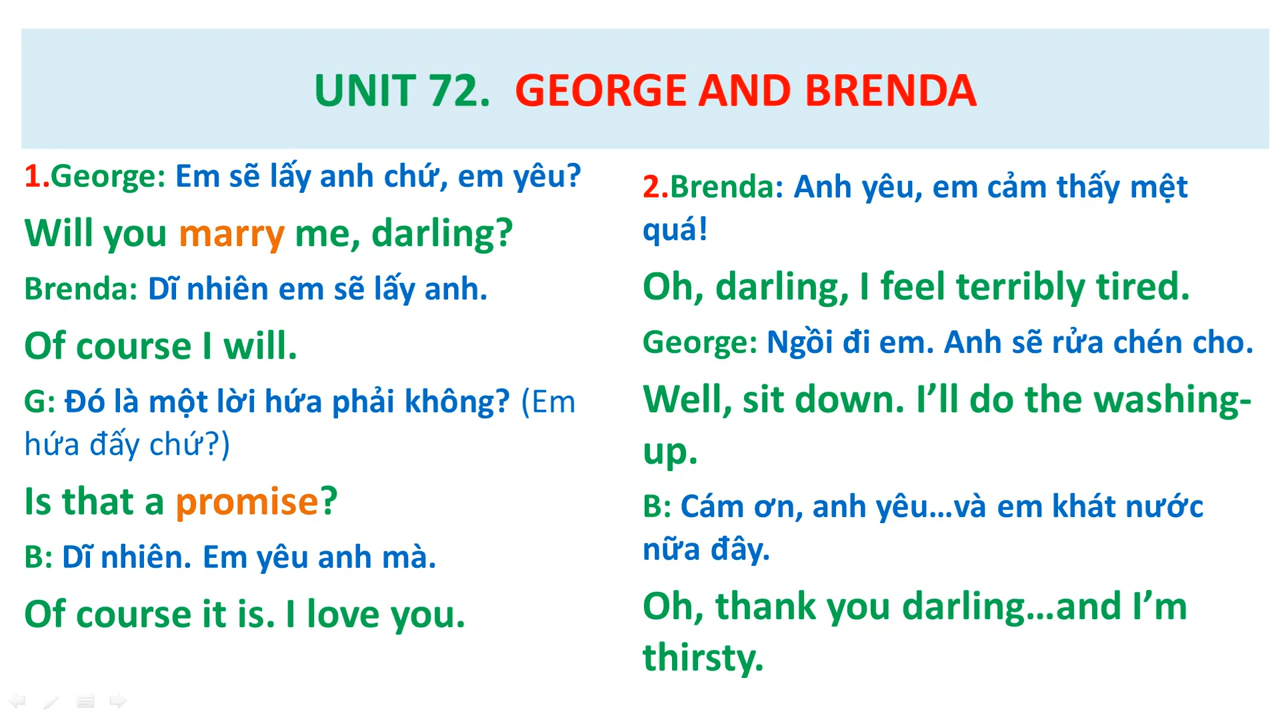 UNIT 72. GEORGE AND BRENDA
1.George: Em sẽ lấy anh chứ, em yêu?
Will you marry me, darling?
Brenda: Dĩ nhiên em sẽ lấy anh.
Of course I will.
G: Đó là một lời hứa phải không? (Em
hứa đấy chứ?)
Is that a promise?
B: Dĩ nhiên. Em yêu anh mà.
Of course it is. I love you.
2.Brenda: Anh yêu, em cảm thấy mệt
quá!
Oh, darling, I feel terribly tired.
George: Ngồi đi em. Anh sẽ rửa chén cho.
Well, sit down. I’ll do the washing-
up.
B: Cám ơn, anh yêu…và em khát nước
nữa đây.
Oh, thank you darling…and I’m
thirsty.